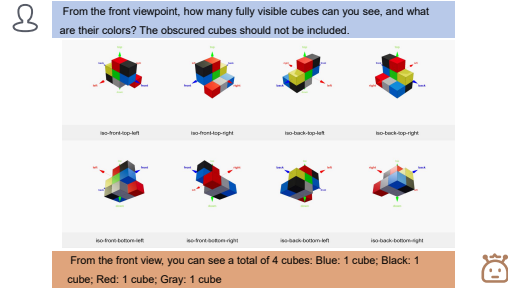 From the front viewpoint, how many fully visible cubes can you see, and what
are their colors? The obscured cubes should not be included.
iso-front-top-left
iso-front-top-right
iso-back-top-left
iso-back-top-right
iso-front-bottom-left
iso-front-bottom-right
iso-back-bottom-left
iso-back-bottom-right
From the front view, you can see a total of 4 cubes: Blue: 1 cube; Black: 1
cube; Red: 1 cube; Gray: 1 cube